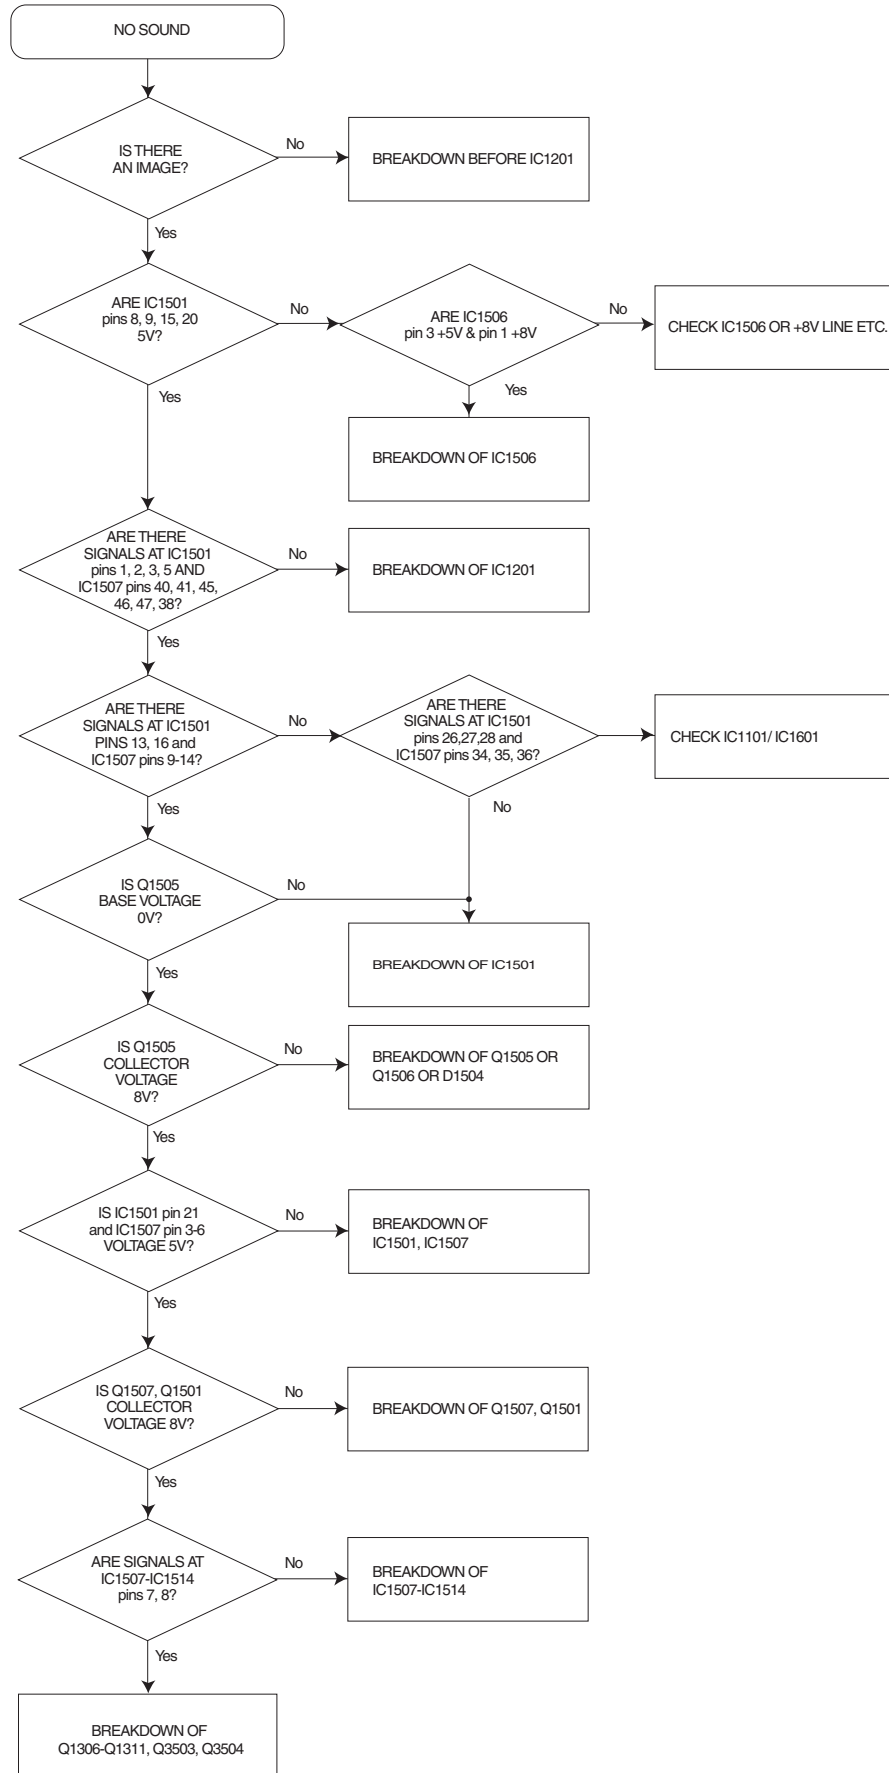 NO SOUND
IS THERE
AN IMAGE?
No
BREAKDOWN BEFORE IC1201
Yes
ARE IC1501
pins 8, 9, 15, 20
5V?
No
ARE IC1506
pin 3 +5V & pin 1 +8V
No
CHECK IC1506 OR +8V LINE ETC.
Yes
Yes
BREAKDOWN OF IC1506
ARE THERE
SIGNALS AT IC1501
pins 1, 2, 3, 5 AND
IC1507 pins 40, 41, 45,
46, 47, 38?
No
BREAKDOWN OF IC1201
Yes
ARE THERE
SIGNALS AT IC1501
PINS 13, 16 and
IC1507 pins 9-14?
No
ARE THERE
SIGNALS AT IC1501
pins 26,27,28 and
IC1507 pins 34, 35, 36?
CHECK IC1101/ IC1601
Yes
No
IS Q1505
BASE VOLTAGE
0V?
No
BREAKDOWN OF IC1501
Yes
IS Q1505
COLLECTOR
VOLTAGE
8V?
No
BREAKDOWN OF Q1505 OR
Q1506 OR D1504
Yes
IS IC1501 pin 21
and IC1507 pin 3-6
VOLTAGE 5V?
No
BREAKDOWN OF
IC1501, IC1507
Yes
IS Q1507, Q1501
COLLECTOR
VOLTAGE 8V?
No
BREAKDOWN OF Q1507, Q1501
Yes
ARE SIGNALS AT
IC1507-IC1514
pins 7, 8?
No
BREAKDOWN OF
IC1507-IC1514
Yes
BREAKDOWN OF
Q1306-Q1311, Q3503, Q3504